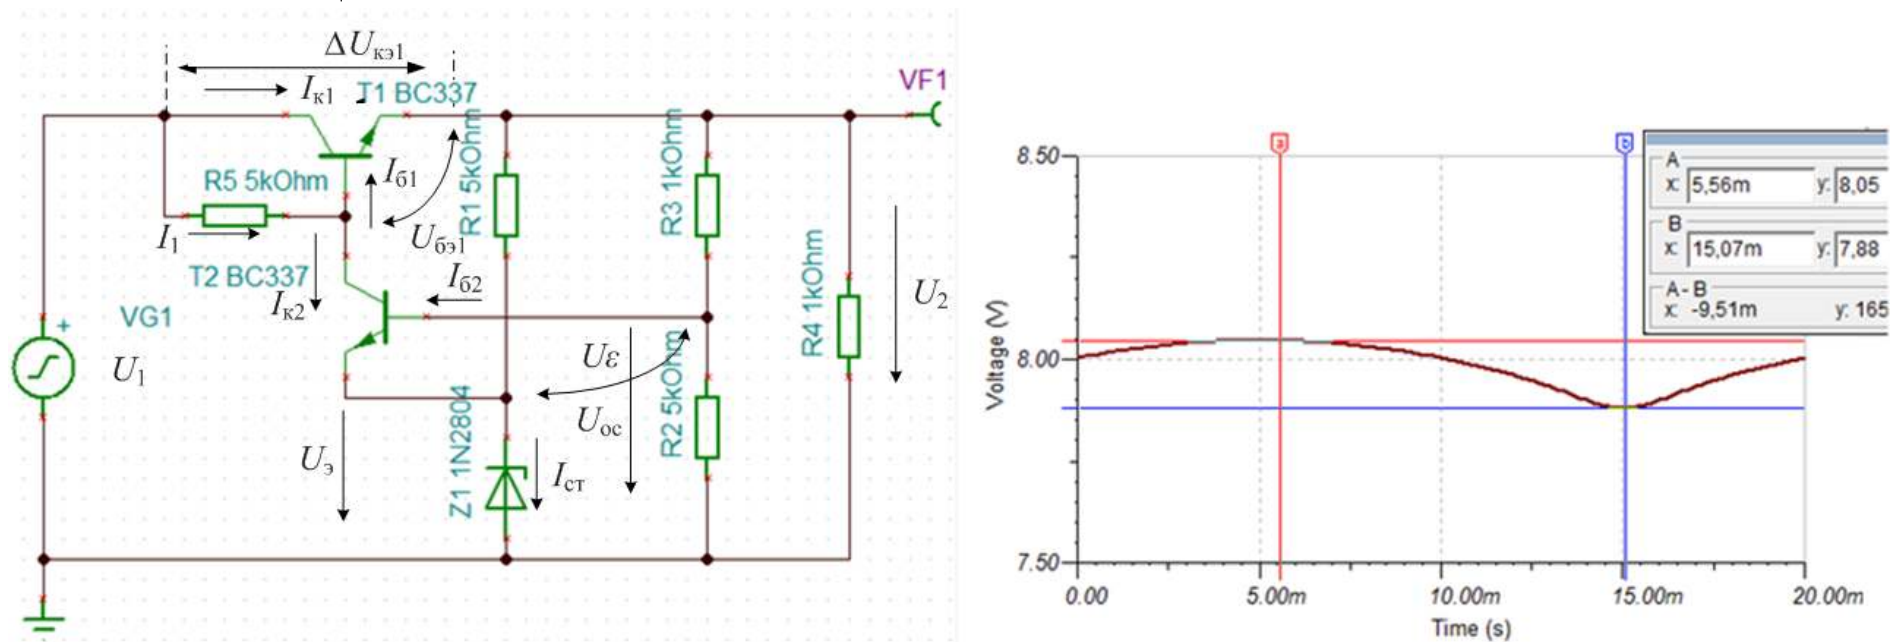 ΔUкэ1
Iк1
T1 BC337
VF1
R5 5kOhm
Iб1
I1
Uбэ1
R1 5kOhm
R3 1kOhm
T2 BC337
Iк2
Iб2
VG1
+
U1
R4 1kOhm
U2
Uε
Uос
R2 5kOhm
Uэ
Z1 1N2804
Iст
a
b
8.50
8.00
7.50
Voltage (V)
0.00
5.00m
10.00m
15.00m
20.00m
Time (s)
A
x: 5,56m y: 8,05
B
x: 15,07m y: 7,88
A - B
x: -9,51m y: 165